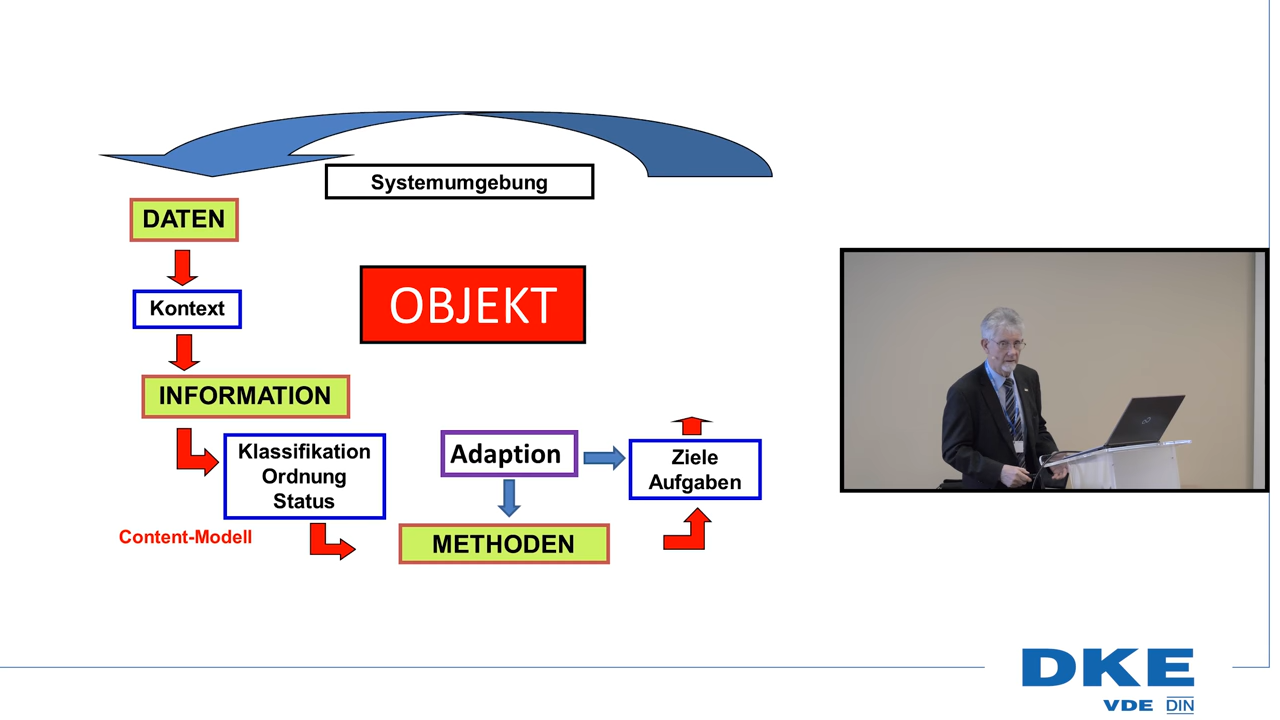 Systemumgebung
DATEN
Kontext
OBJEKT
INFORMATION
Klassifikation
Ordnung
Status
Content-Modell
Adaption
Ziele
Aufgaben
METHODEN
DKE
VDE DIN